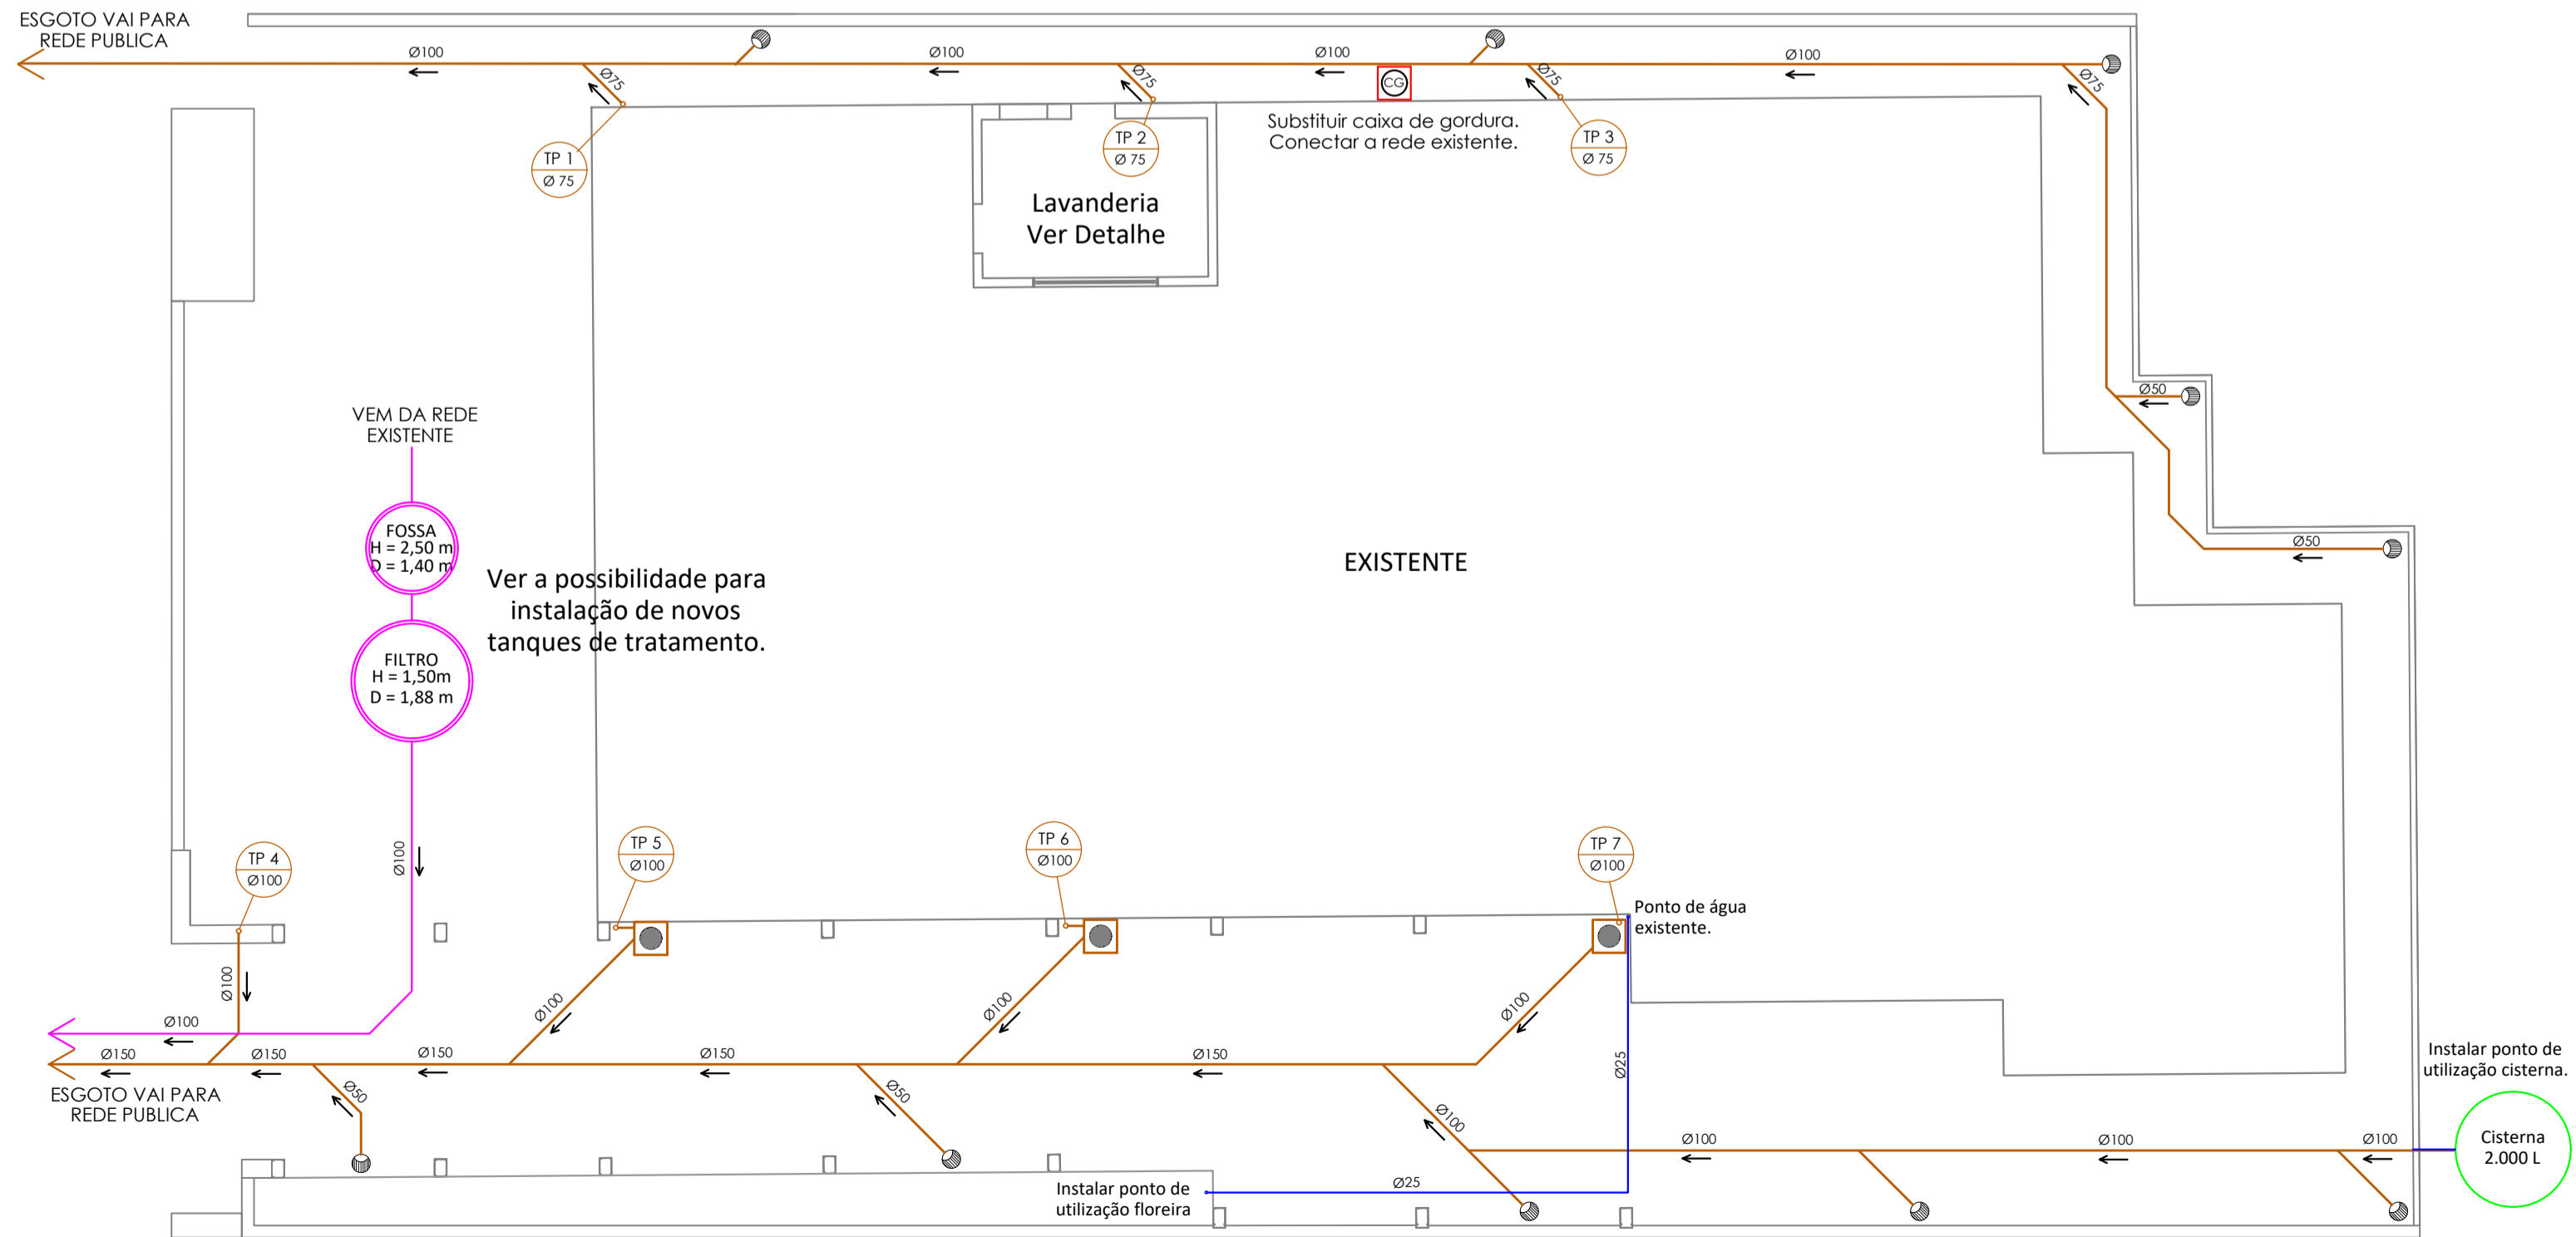 ESGOTO VAI PARA
REDE PUBLICA
Ø100
Ø100
Ø100
Ø100
Ø75
Ø75
Ø75
Ø75
CG
Substituir caixa de gordura.
Conectar a rede existente.
TP 1
Ø 75
TP 2
Ø 75
TP 3
Ø 75
Lavanderia
Ver Detalhe
Ø50
Ø50
VEM DA REDE
EXISTENTE
FOSSA
H = 2,50 m
D = 1,40 m
Ver a possibilidade para
instalação de novos
tanques de tratamento.
EXISTENTE
FILTRO
H = 1,50m
D = 1,88 m
Ø100
TP 4
Ø100
TP 5
Ø100
TP 6
Ø100
TP 7
Ø100
Ponto de água
existente.
Ø100
Ø100
Ø100
Ø100
Ø100
Ø150
Ø150
Ø150
Ø150
Ø150
Ø25
ESGOTO VAI PARA
REDE PUBLICA
Ø50
Ø50
Ø100
Ø100
Ø100
Ø100
Instalar ponto de
utilização cisterna.
Cisterna
2.000 L
Instalar ponto de
utilização floreira
Ø25